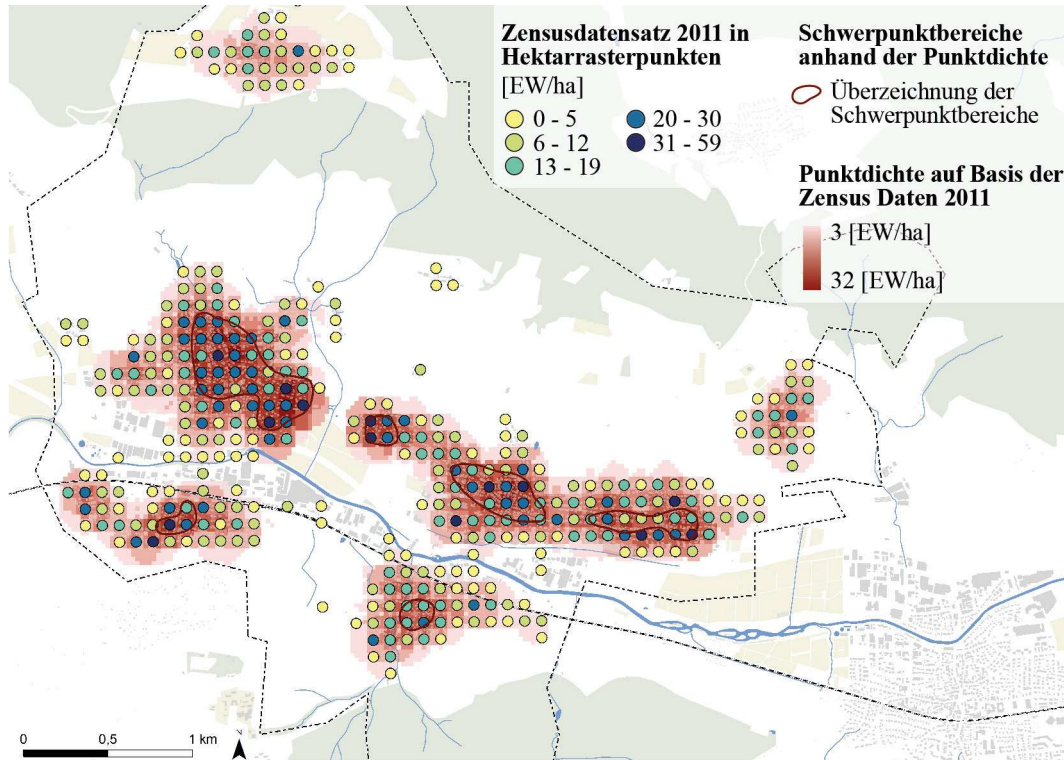 Zensusdatensatz 2011 in
Hektarrasterpunkten
[EW/ha]
0 - 5
6 - 12
13 - 19
20 - 30
31 - 59
Schwerpunktbereiche
anhand der Punktdichte
Überzeichnung der
Schwerpunktbereiche
Punktdichte auf Basis der
Zensus Daten 2011
3 [EW/ha]
32 [EW/ha]
0 0,5 1 km